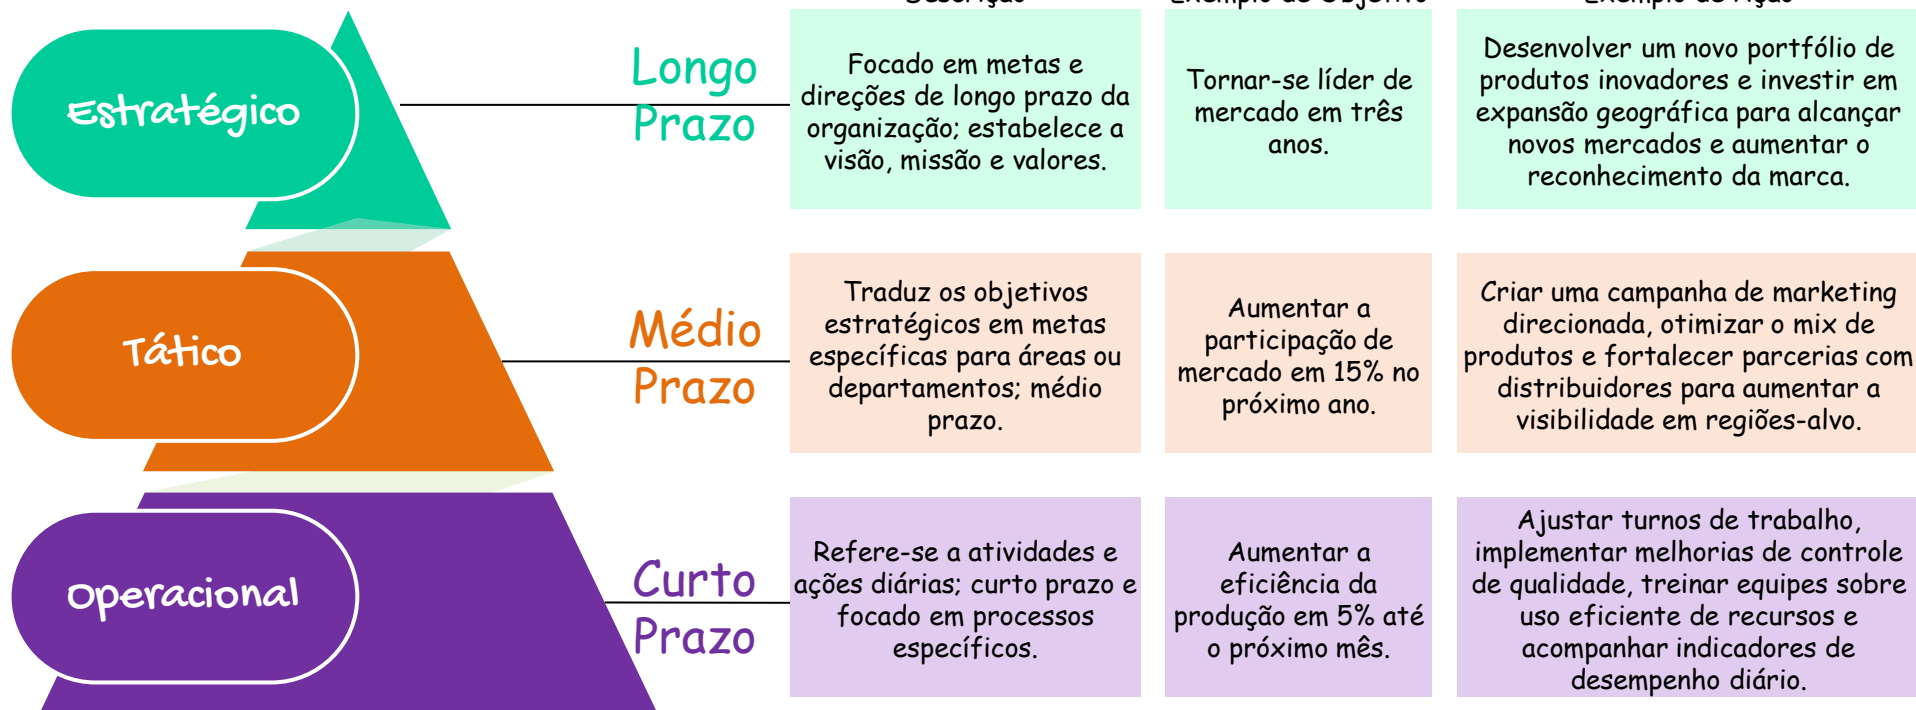 Descrição
Exemplo de Objetivo
Exemplo de Ação
Estratégico
Longo
Prazo
Focado em metas e
direções de longo prazo da
organização; estabelece a
visão, missão e valores.
Tornar-se líder de
mercado em três
anos.
Desenvolver um novo portfólio de
produtos inovadores e investir em
expansão geográfica para alcançar
novos mercados e aumentar o
reconhecimento da marca.
Tático
Médio
Prazo
Traduz os objetivos
estratégicos em metas
específicas para áreas ou
departamentos; médio
prazo.
Aumentar a
participação de
mercado em 15% no
próximo ano.
Criar uma campanha de marketing
direcionada, otimizar o mix de
produtos e fortalecer parcerias com
distribuidores para aumentar a
visibilidade em regiões-alvo.
Operacional
Curto
Prazo
Refere-se a atividades e
ações diárias; curto prazo e
focado em processos
específicos.
Aumentar a
eficiência da
produção em 5% até
o próximo mês.
Ajustar turnos de trabalho,
implementar melhorias de controle
de qualidade, treinar equipes sobre
uso eficiente de recursos e
acompanhar indicadores de
desempenho diário.